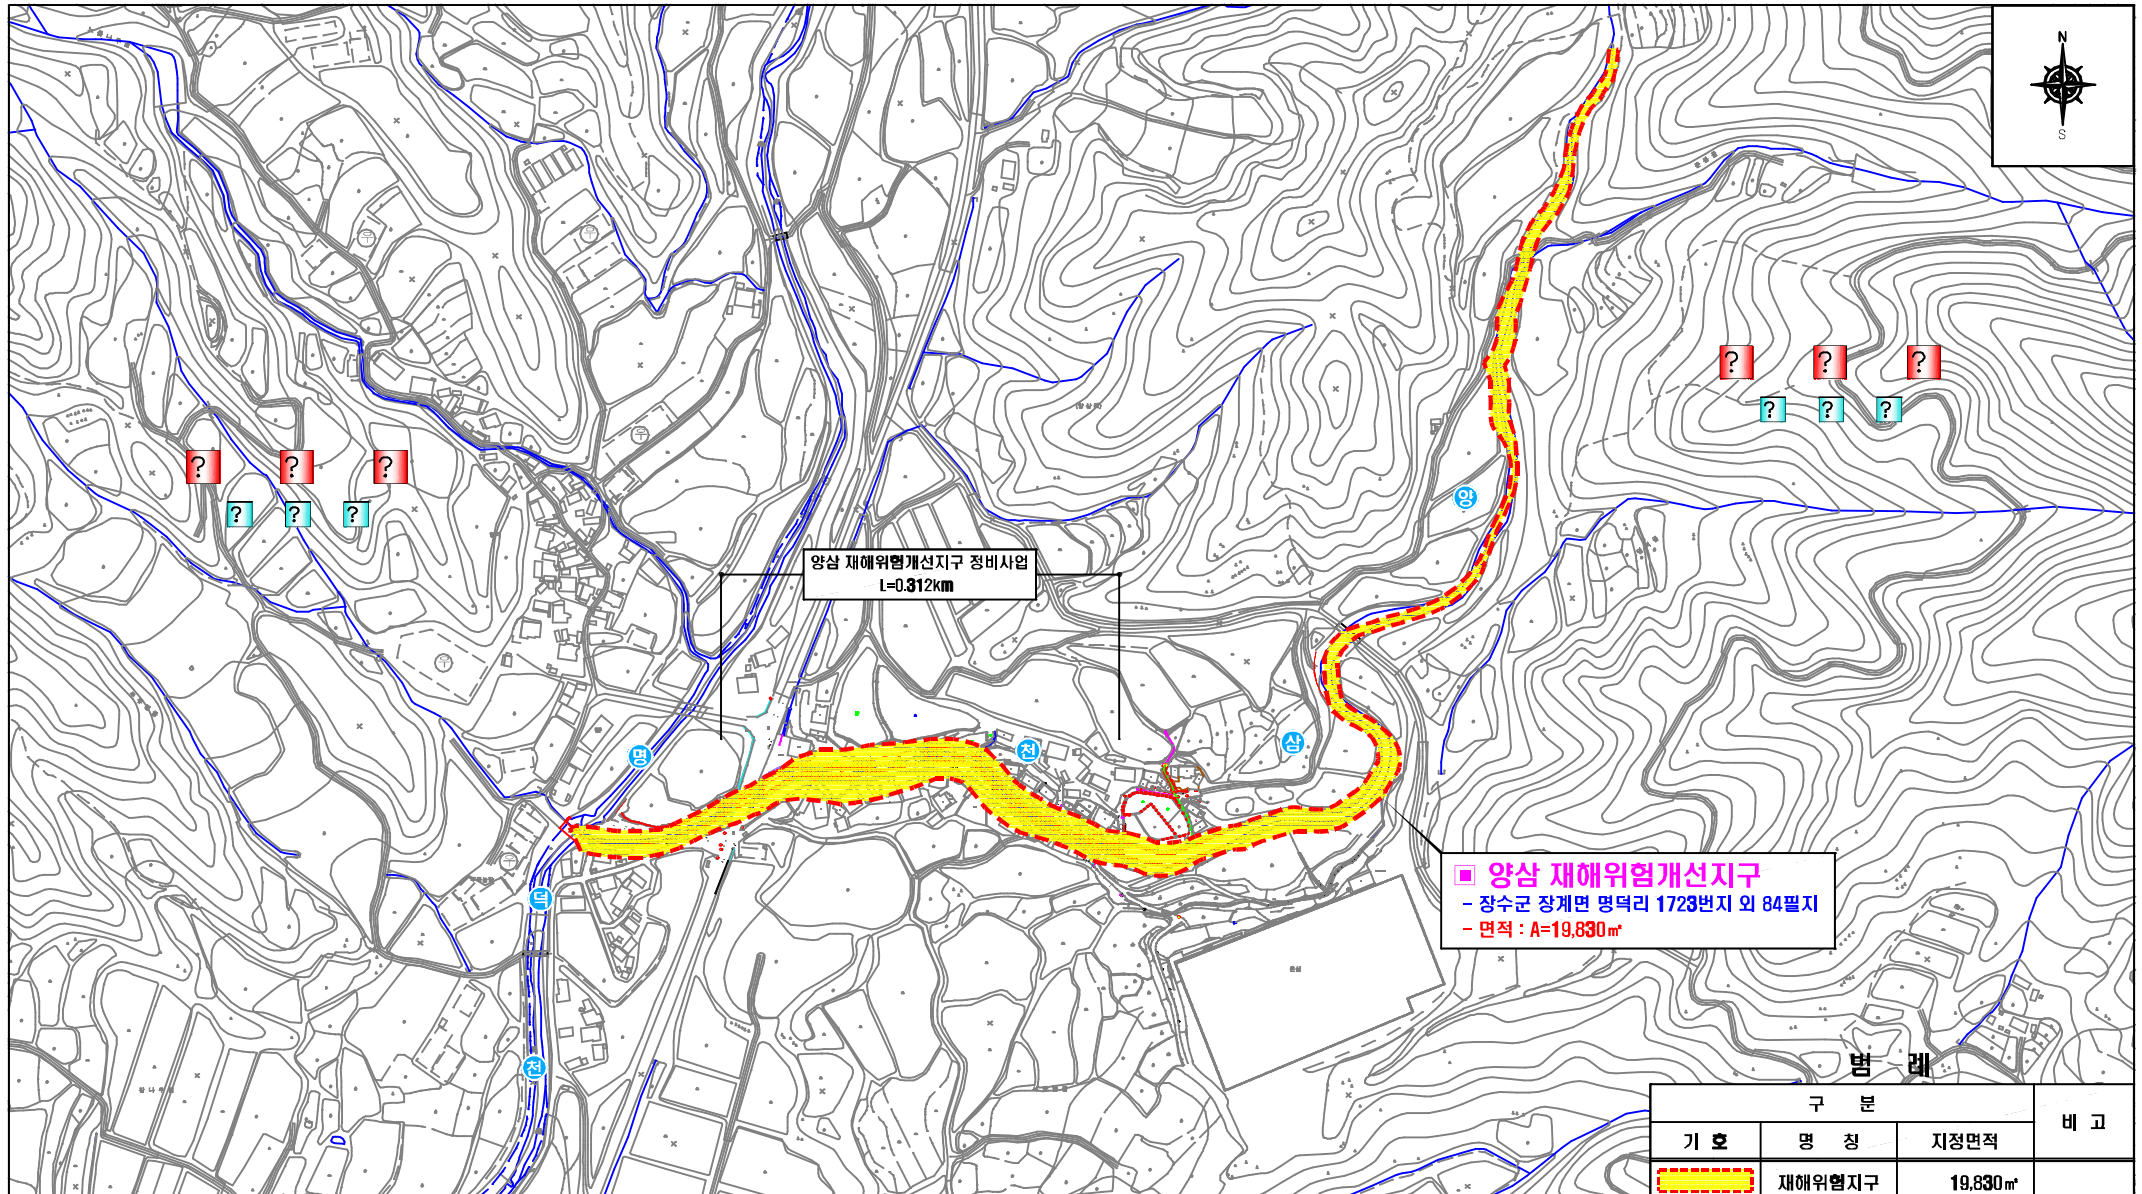 N
S
? ? ?
? ? ?
? ? ?
? ? ?
양
양삼 재해위험개선지구 정비사업
L=0.312km
삼
천
명
덕
천
양삼 재해위험개선지구
- 장수군 장계면 명덕리 1723번지 외 84필지
- 면적 : A=19,830㎡
범 례
구 분
비 고
기 호 명 칭 지정면적
재해위험지구 19,830㎡